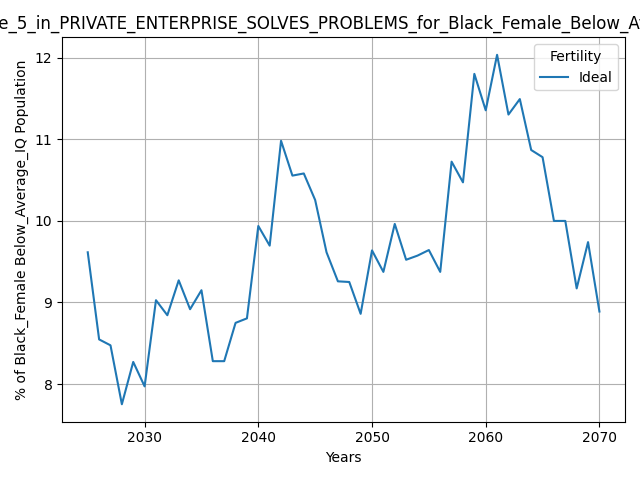 e_5_in_PRIVATE_ENTERPRISE_SOLVES_PROBLEMS_for_Black_Female_Below_A
Fertility
Ideal
12
11
10
9
8
% of Black_Female Below_Average_IQ Population
2030 2040 2050 2060 2070
Years